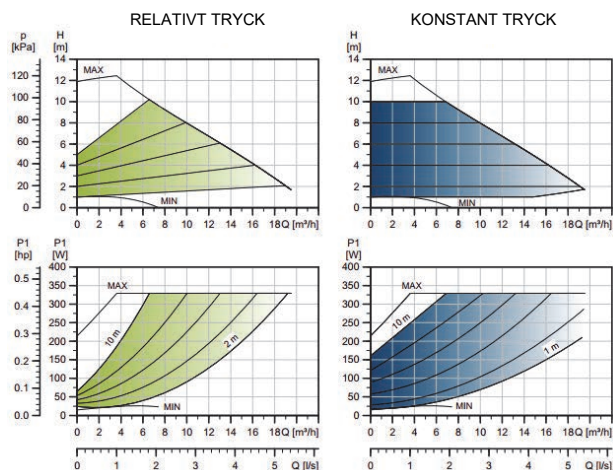 RELATIVT TRYCK
KONSTANT TRYCK
p
[kPa]
H
[m]
H
[m]
120
100
80
60
40
20
0
14
12
10
8
6
4
2
0
MAX
MIN
0 2 4 6 8 10 12 14 16 18 Q [m³/h]
14
12
10
8
6
4
2
0
MAX
MIN
0 2 4 6 8 10 12 14 16 18 Q [m³/h]
P1
[hp]
P1
[W]
P1
[W]
0.5
0.4
0.3
0.2
0.1
0.0
400
350
300
250
200
150
100
50
0
MAX
10 m
2 m
MIN
0 2 4 6 8 10 12 14 16 18 Q [m³/h]
400
350
300
250
200
150
100
50
0
MAX
10 m
1 m
MIN
0 2 4 6 8 10 12 14 16 18 Q [m³/h]
0 1 2 3 4 5 Q [l/s]
0 1 2 3 4 5 Q [l/s]